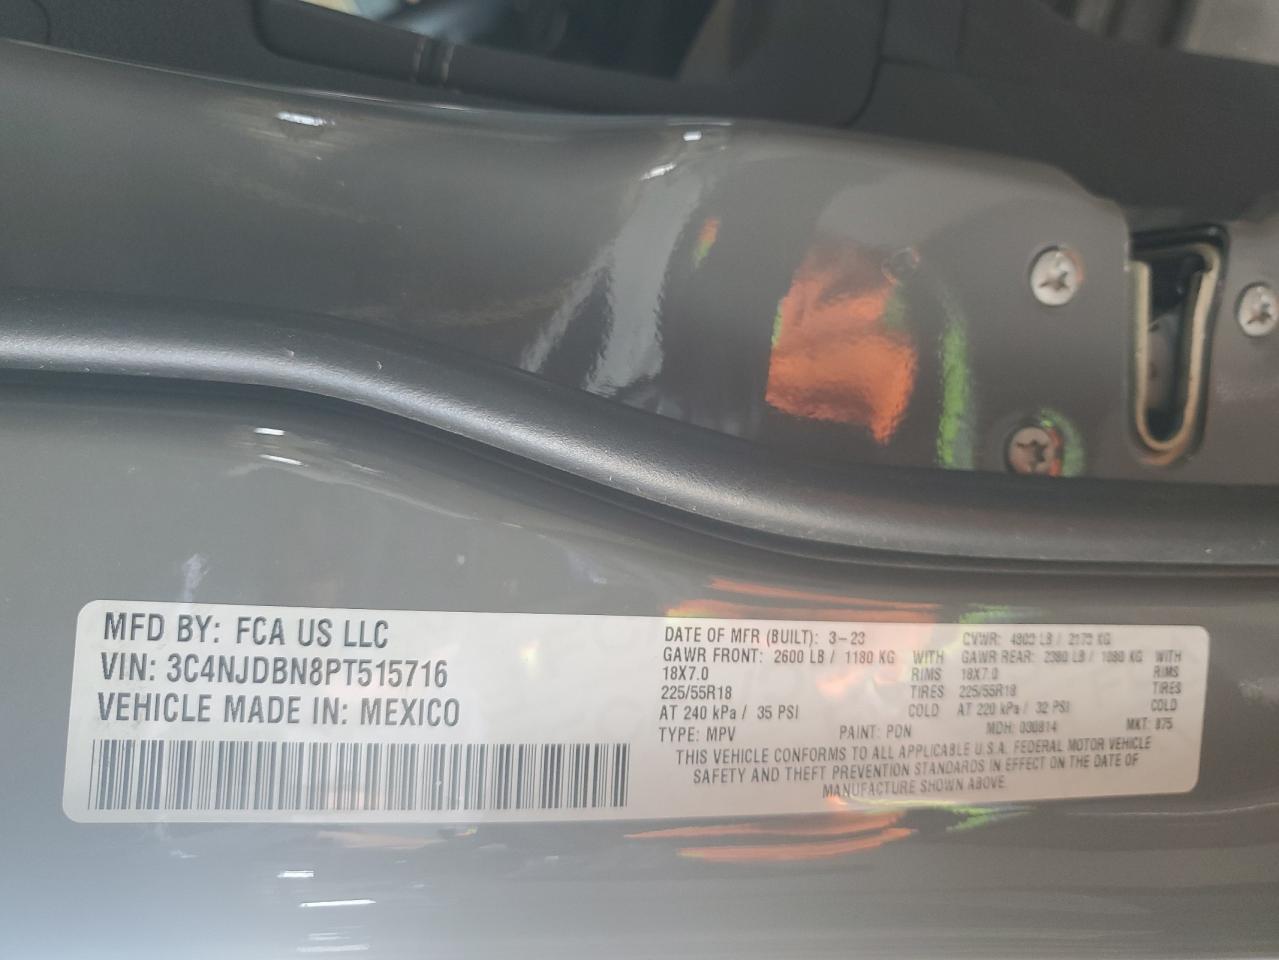 MFD BY: FCA US LLC
VIN: 3C4NJDBN8PT515716
VEHICLE MADE IN: MEXICO
DATE OF MFR (BUILT): 3-23 GVWR: LB / KG
GAWR FRONT: 2600 LB / 1180 KG WITH GAWR REAR: 2380 LB / 1080 KG WITH
18X7.0 RIMS 18X7.0 RIMS
225/55R18 TIRES 225/55R18 TIRES
AT 240 kPa / 35 PSI COLD AT 220 kPa / 32 PSI COLD
TYPE: MPV PAINT: PDN MDH: 030814 MKT: 875
THIS VEHICLE CONFORMS TO ALL APPLICABLE U.S.A. FEDERAL MOTOR VEHICLE
SAFETY AND THEFT PREVENTION STANDARDS IN EFFECT ON THE DATE OF
MANUFACTURE SHOWN ABOVE